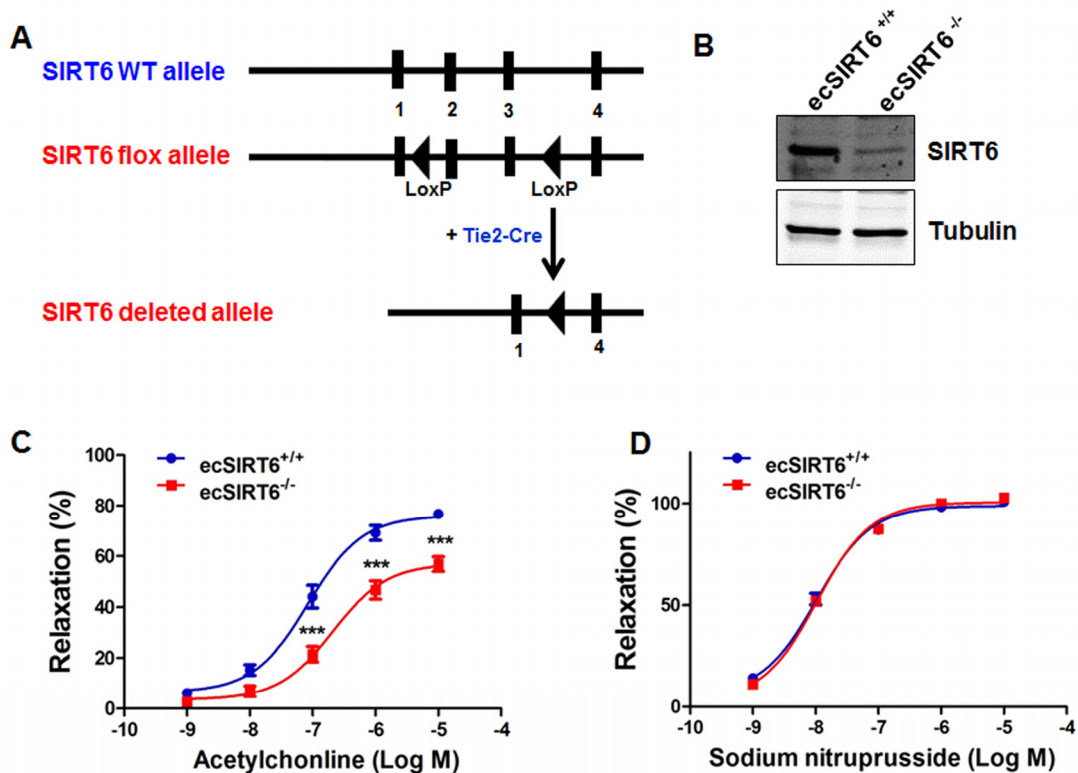 A
SIRT6 WT allele
1 2 3 4
SIRT6 flox allele
LoxP LoxP
+ Tie2-Cre
SIRT6 deleted allele
1 4
B
ecSIRT6+/+
ecSIRT6-/-
SIRT6
Tubulin
C
ecSIRT6+/+
ecSIRT6-/-
Relaxation (%)
100
80
60
40
20
0
***
***
***
-10 -9 -8 -7 -6 -5 -4
Acetylchonline (Log M)
D
ecSIRT6+/+
ecSIRT6-/-
Relaxation (%)
100
50
0
-10 -9 -8 -7 -6 -5 -4
Sodium nitruprusside (Log M)